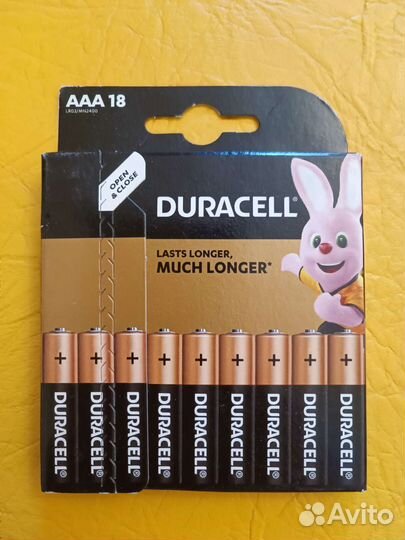 AAA 18
LR03/MN2400
OPEN
& CLOSE
DURACELL
LASTS LONGER,
MUCH LONGER*
+ + + + + + + + +
DURACELL DURACELL DURACELL DURACELL DURACELL DURACELL DURACELL DURACELL DURACELL
Avito